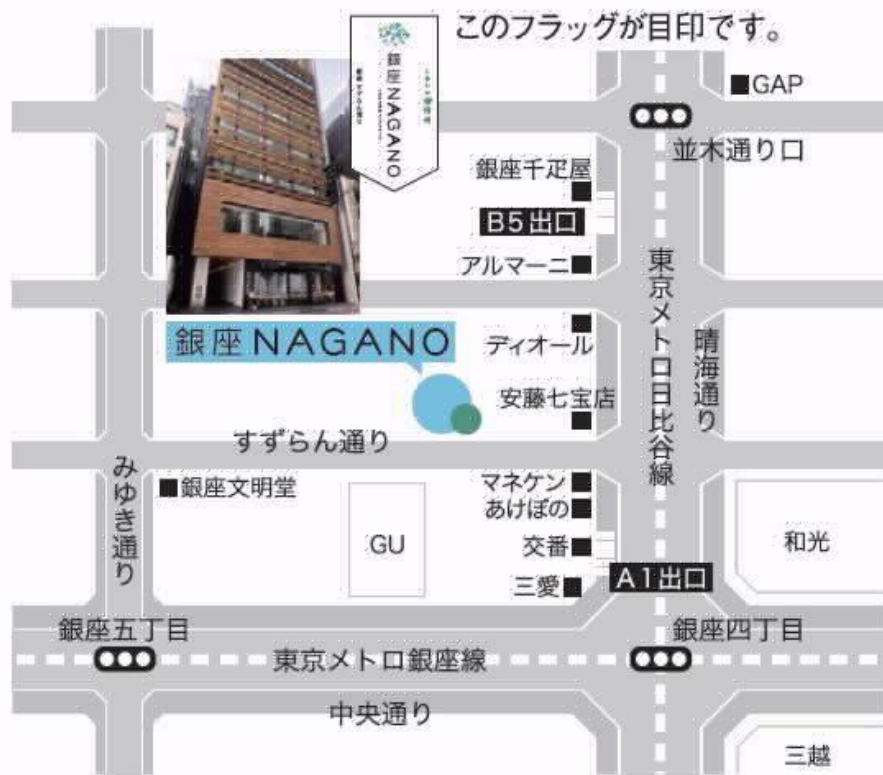 このフラッグが目印です。
銀座NAGANO
GAP
並木通り口
銀座千疋屋
B5出口
アルマーニ
東京メトロ日比谷線
晴海通り
銀座NAGANO
ディオール
安藤七宝店
すずらん通り
みゆき通り
銀座文明堂
マネケン
あけぼの
GU
交番
和光
三愛
A1出口
銀座五丁目
銀座四丁目
東京メトロ銀座線
中央通り
三越